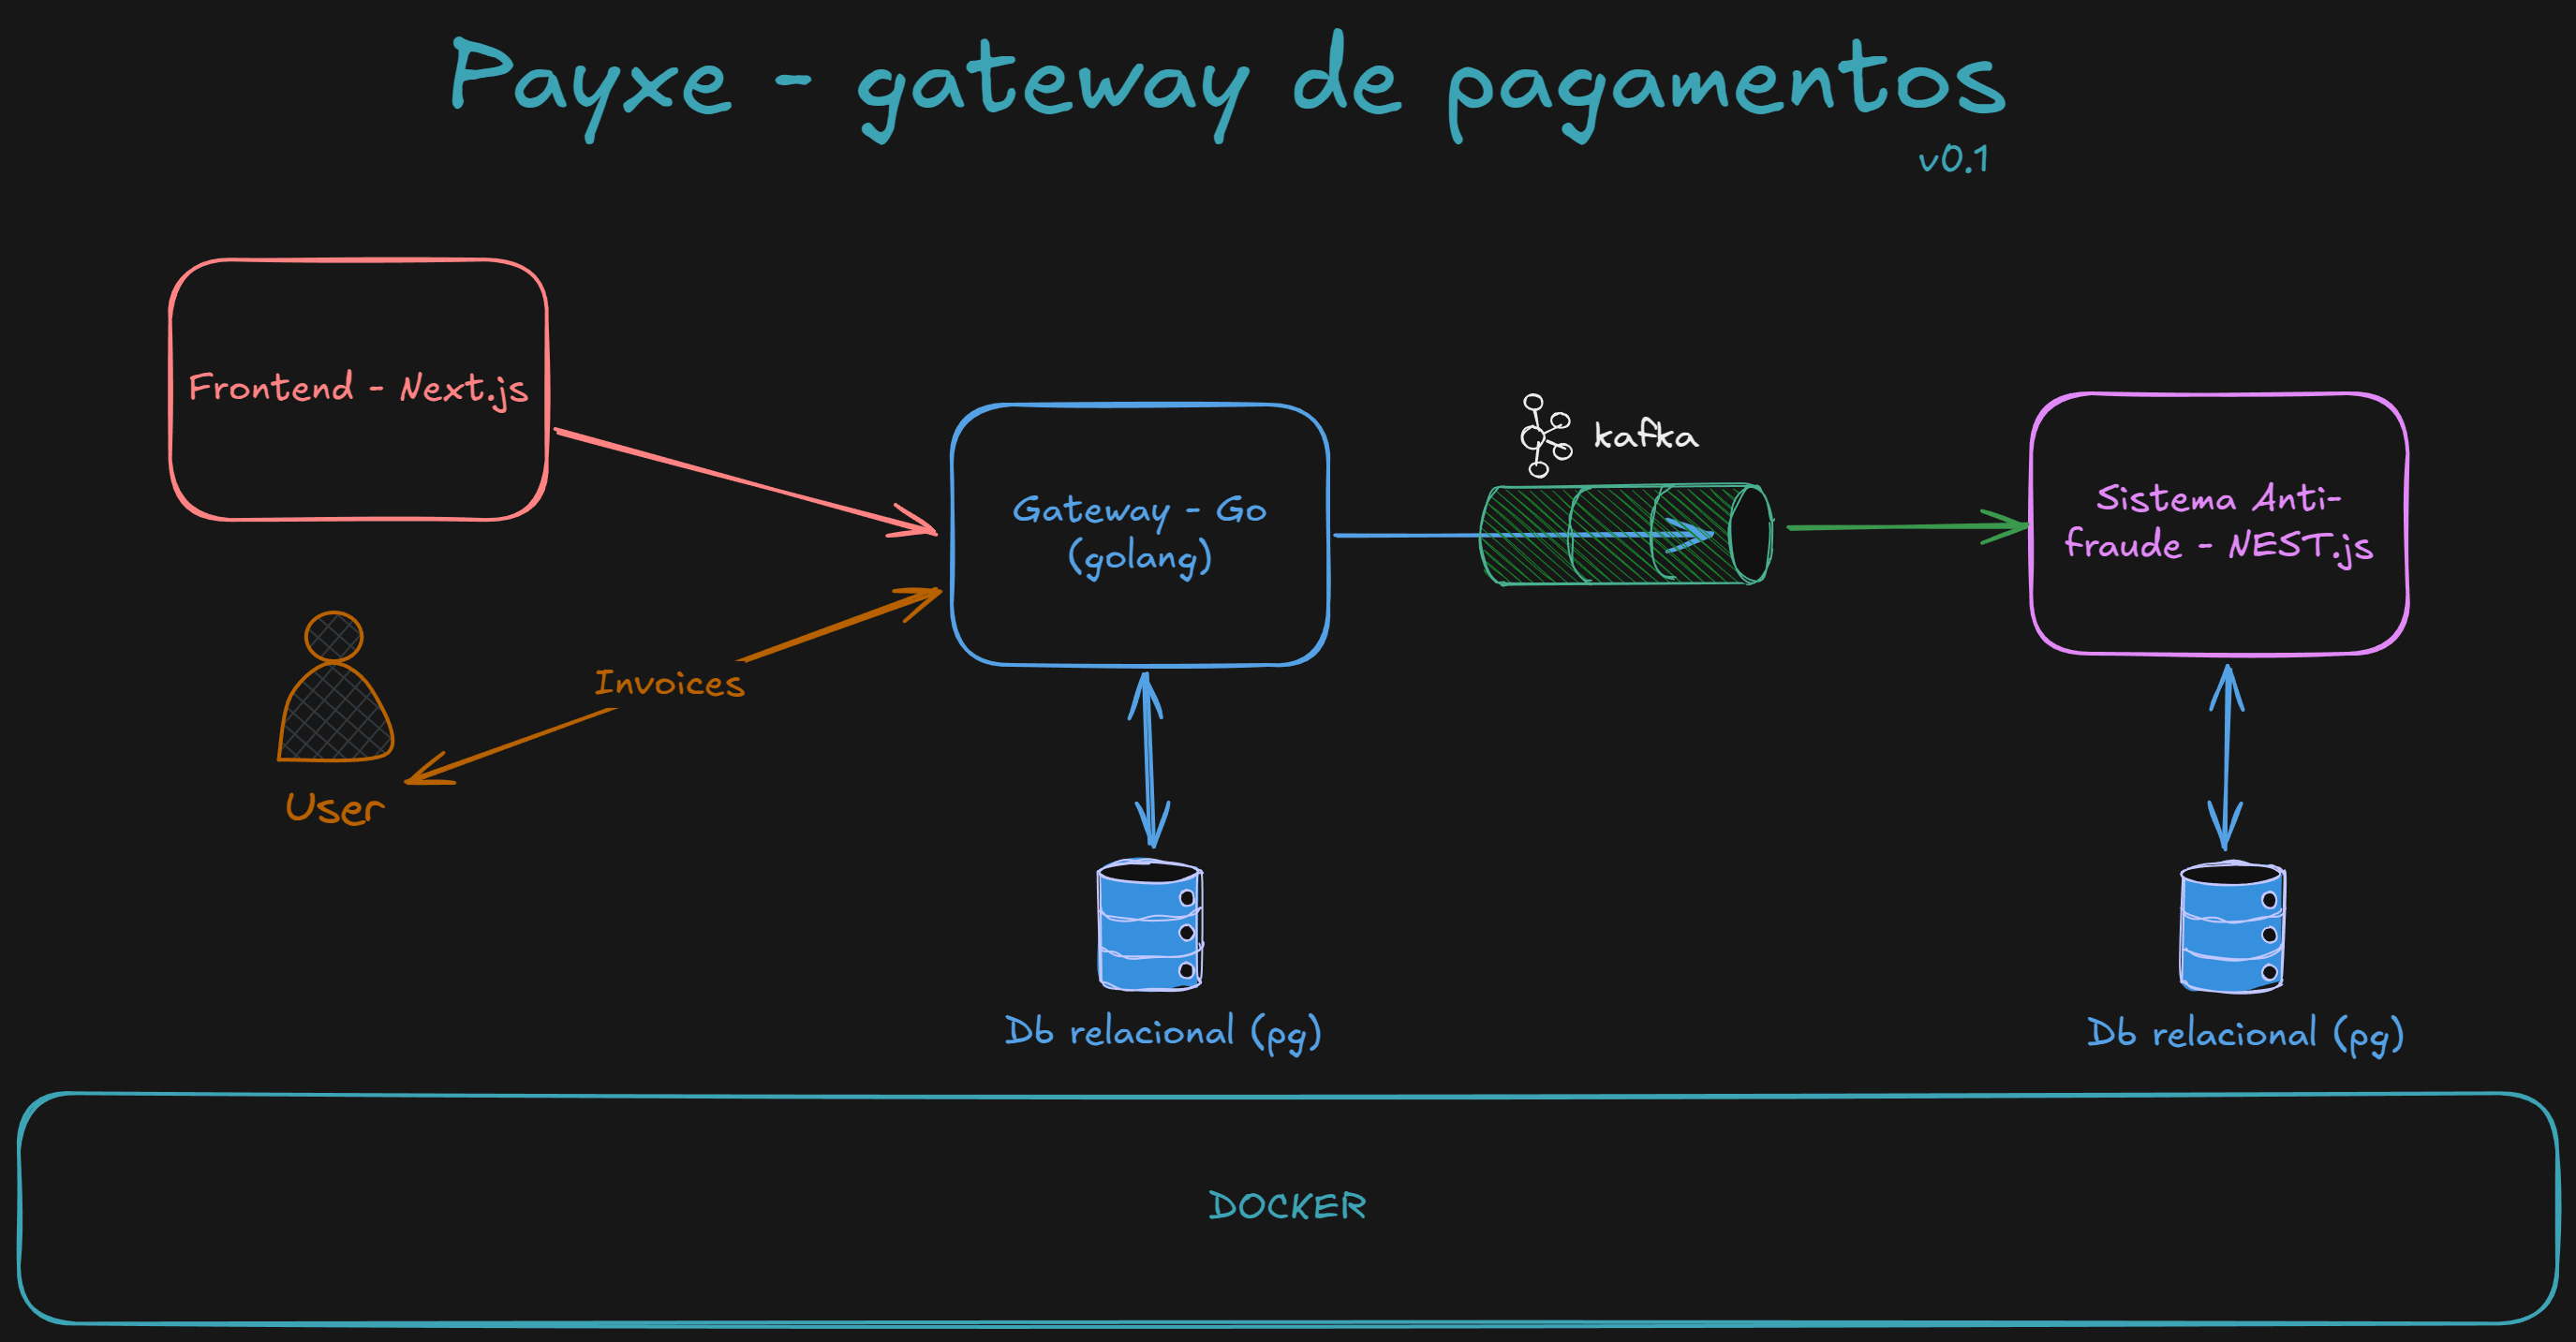 Payxe - gateway de pagamentos
v0.1
Frontend - Next.js
kafka
Gateway - Go
(golang)
Sistema Anti-
fraude - NEST.js
Invoices
User
Db relacional (pg)
Db relacional (pg)
DOCKER